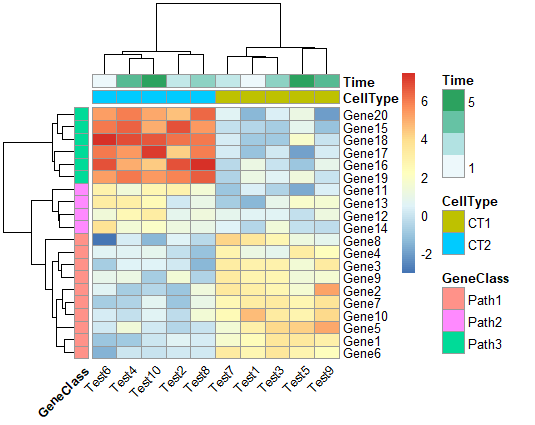 Time
CellType
Gene20
Gene15
Gene18
Gene17
Gene16
Gene19
Gene11
Gene13
Gene12
Gene14
Gene8
Gene4
Gene3
Gene9
Gene2
Gene7
Gene10
Gene5
Gene1
Gene6
GeneClass
Test6
Test4
Test10
Test2
Test8
Test7
Test1
Test3
Test5
Test9
6
4
2
0
-2
Time
5
1
CellType
CT1
CT2
GeneClass
Path1
Path2
Path3